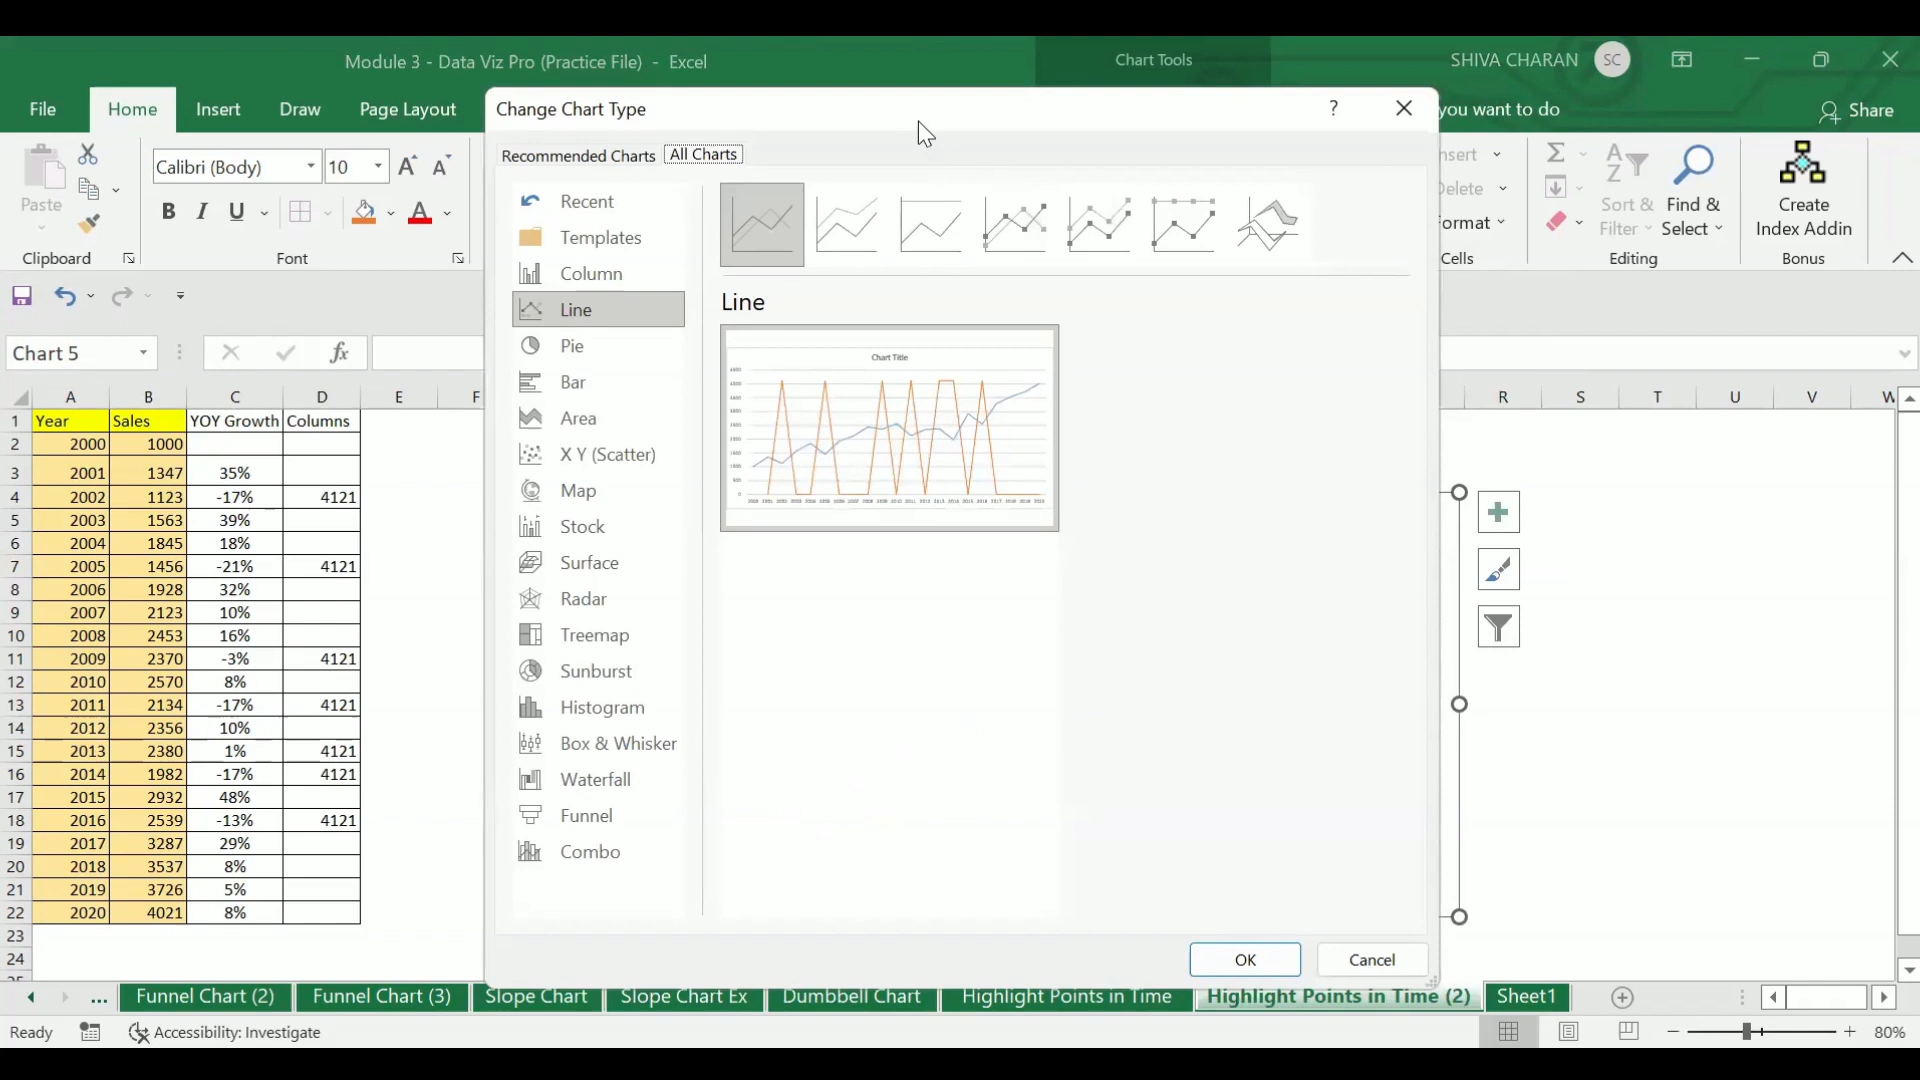 Module 3 - Data Viz Pro (Practice File) - Excel
Chart Tools
SHIVA CHARAN
SC
File
Home
Insert
Draw
Page Layout
you want to do
Share
Change Chart Type
?
Recommended Charts
All Charts
Paste
Calibri (Body)
10
Clipboard
Font
nsert
Delete
ormat
Cells
Sort &
Filter
Find &
Select
Editing
Create
Index Addin
Bonus
Chart 5
fx
Recent
Templates
Column
Line
Pie
Bar
Area
X Y (Scatter)
Map
Stock
Surface
Radar
Treemap
Sunburst
Histogram
Box & Whisker
Waterfall
Funnel
Combo
Line
Chart Title
OK
Cancel
A B C D E F R S U V W
1 Year Sales YOY Growth Columns
2 2000 1000
3 2001 1347 35%
4 2002 1123 -17% 4121
5 2003 1563 39%
6 2004 1845 18%
7 2005 1456 -21% 4121
8 2006 1928 32%
9 2007 2123 10%
10 2008 2453 16%
11 2009 2370 -3% 4121
12 2010 2570 8%
13 2011 2134 -17% 4121
14 2012 2356 10%
15 2013 2380 1% 4121
16 2014 1982 -17% 4121
17 2015 2932 48%
18 2016 2539 -13% 4121
19 2017 3287 29%
20 2018 3537 8%
21 2019 3726 5%
22 2020 4021 8%
23
24
... Funnel Chart (2) Funnel Chart (3) Slope Chart Slope Chart Ex Dumbbell Chart Highlight Points in Time Highlight Points in Time (2) Sheet1
Ready
Accessibility: Investigate
80%